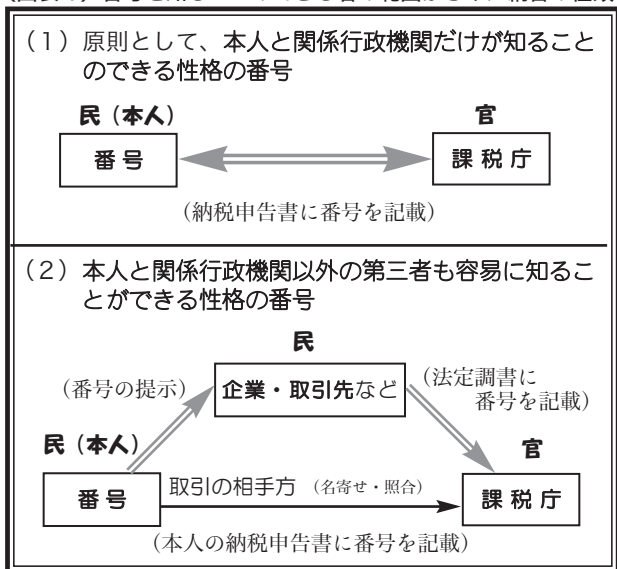 （1）原則として、本人と関係行政機関だけが知ること
のできる性格の番号
民（本人）
官
番号
課税庁
（納税申告書に番号を記載）
（2）本人と関係行政機関以外の第三者も容易に知るこ
とができる性格の番号
民
（番号の提示）
企業・取引先など
（法定調書に
番号を記載）
民（本人）
官
番号
取引の相手方 （名寄せ・照合）
課税庁
（本人の納税申告書に番号を記載）